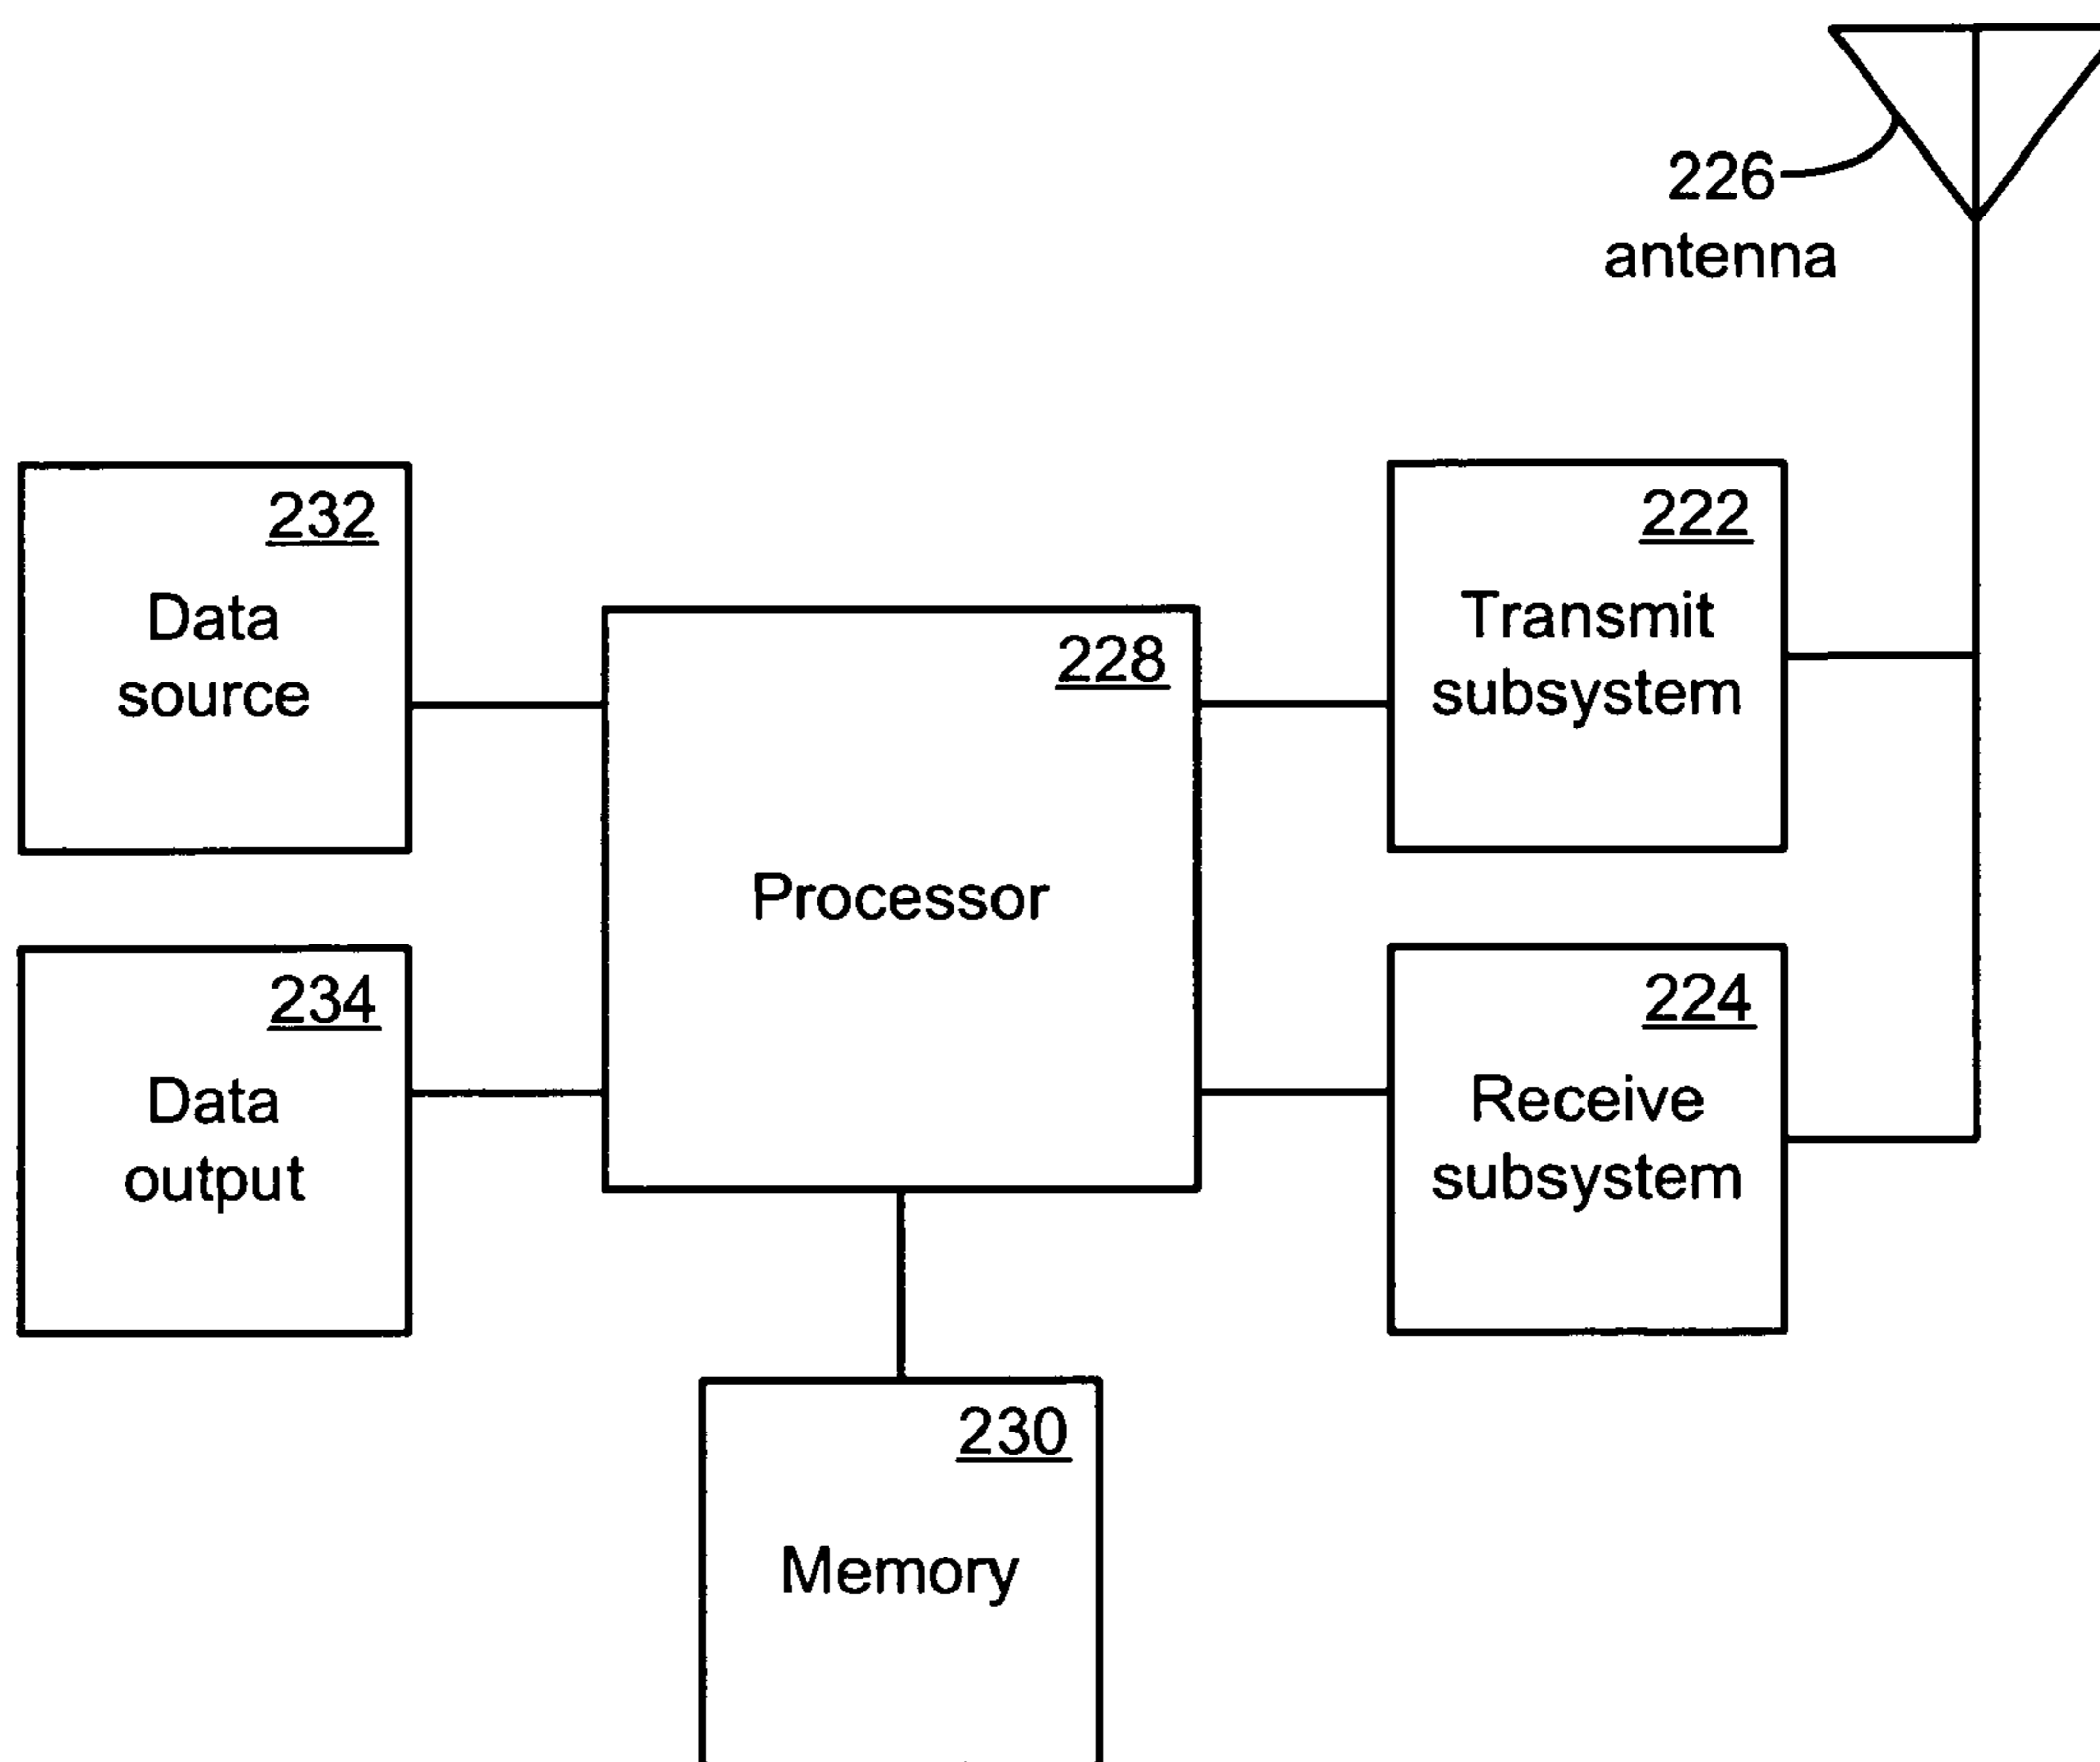 226
antenna
232
Data
source
228
Processor
222
Transmit
subsystem
234
Data
output
224
Receive
subsystem
230
Memory